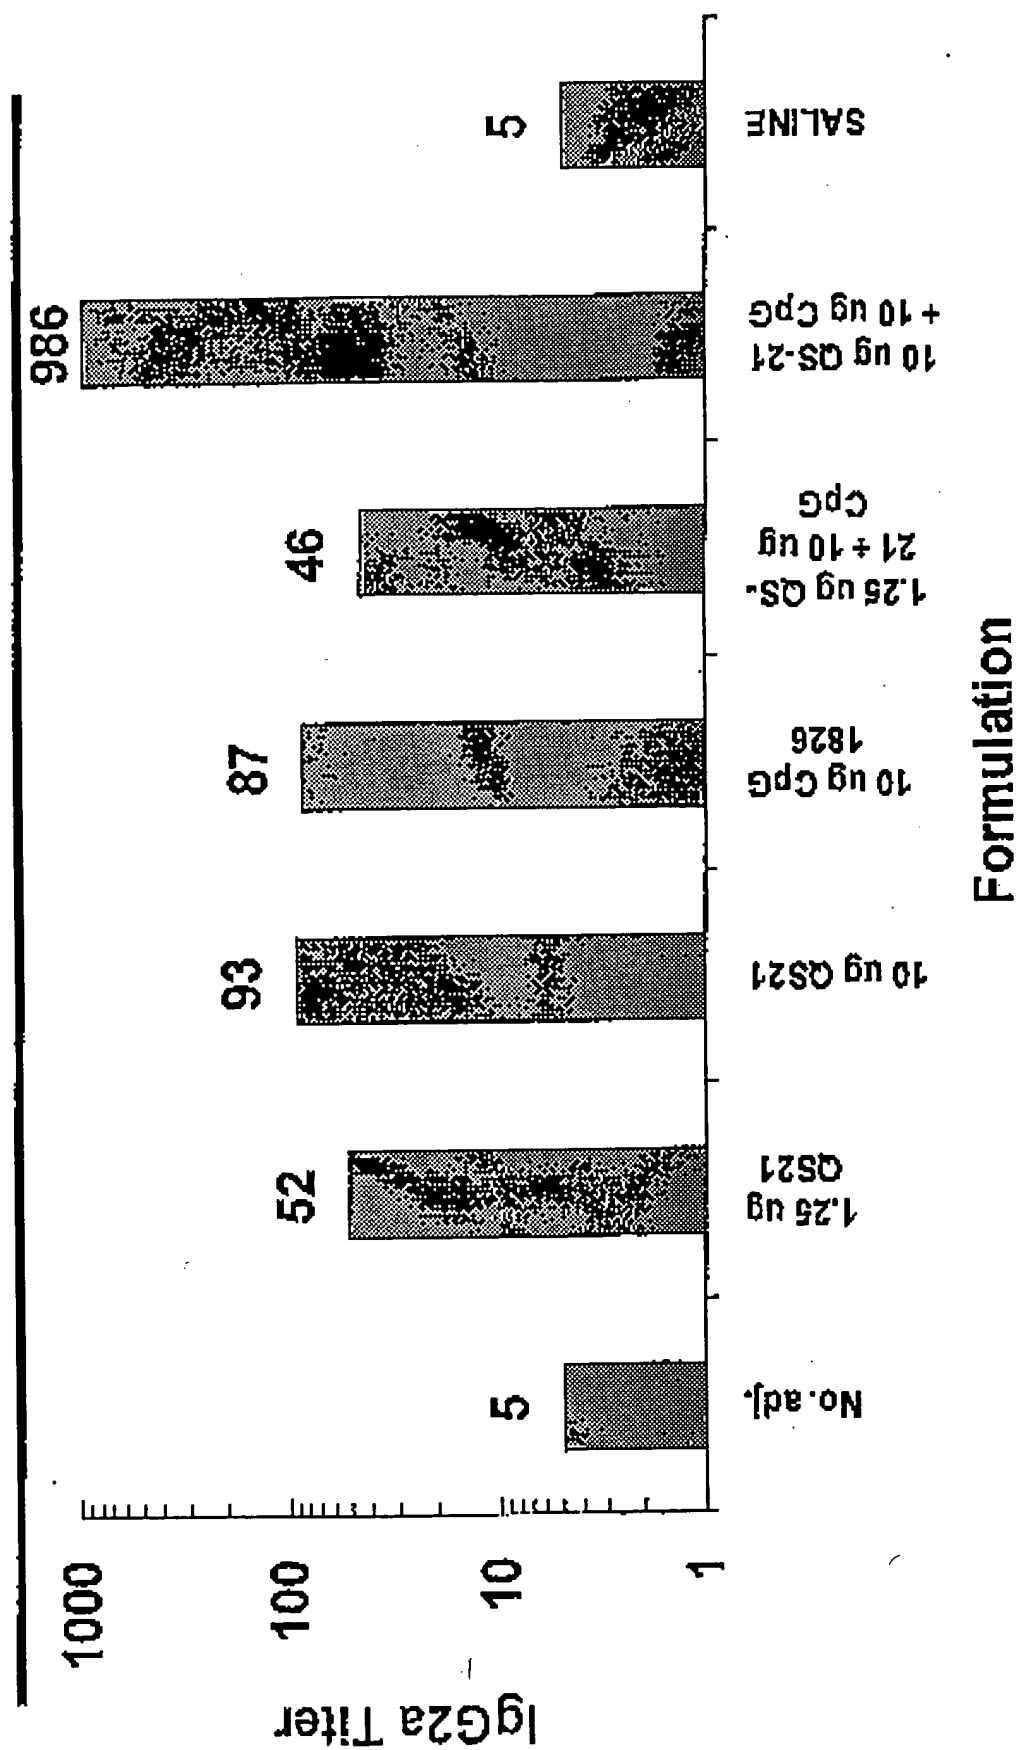 IgG2a Titer
1000
100
10
1
5
52
93
87
46
986
5
No. adj.
1.25 ug
QS21
10 ug QS21
10 ug CpG
1826
1.25 ug QS-
21 + 10 ug
CpG
10 ug QS-21
+ 10 ug CpG
SALINE
Formulation